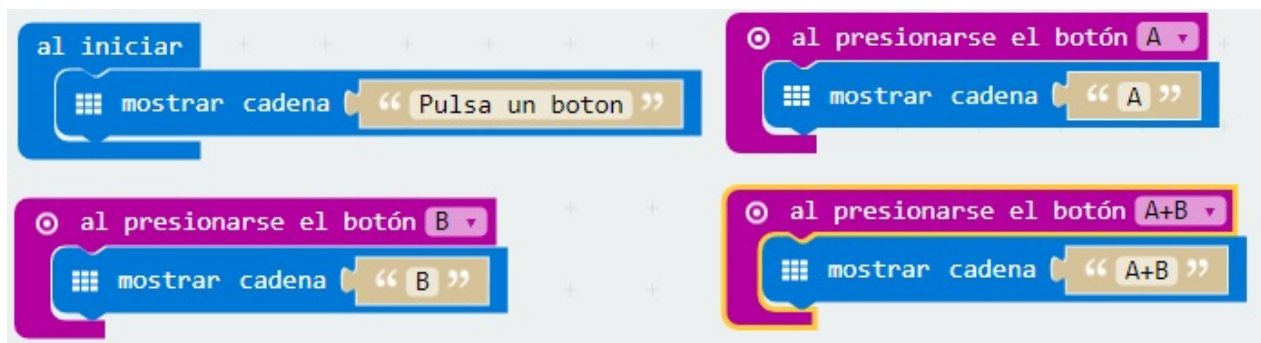 al iniciar
mostrar cadena “ Pulsa un boton ”
al presionarse el botón A
mostrar cadena “ A ”
al presionarse el botón B
mostrar cadena “ B ”
al presionarse el botón A+B
mostrar cadena “ A+B ”